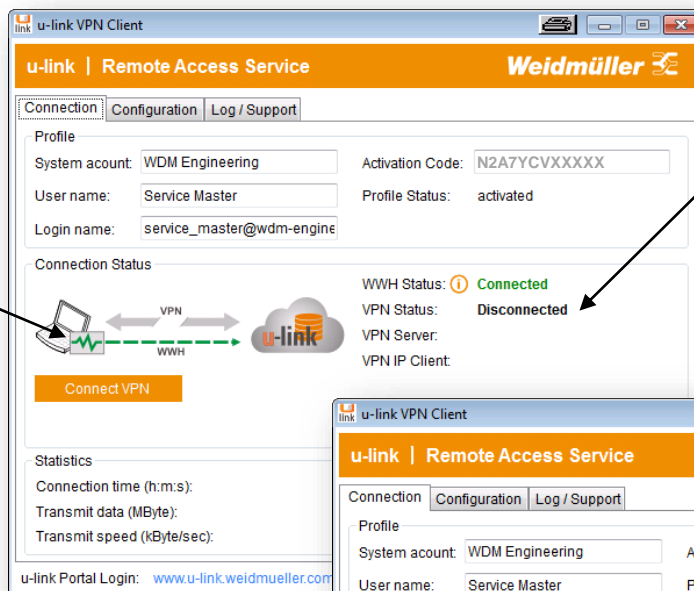 link u-link VPN Client
u-link | Remote Access Service Weidmüller
Connection Configuration Log / Support
Profile
System acount: WDM Engineering Activation Code: N2A7YCVXXXXX
User name: Service Master Profile Status: activated
Login name: service_master@wdm-engine
Connection Status
WWH Status: i Connected
VPN VPN Status: Disconnected
u-link VPN Server:
WWH VPN IP Client:
Connect VPN
Statistics
Connection time (h:m:s):
Transmit data (MByte):
Transmit speed (kByte/sec):
u-link Portal Login: www.u-link.weidmueller.com
link u-link VPN Client
u-link | Remote Access Service
Connection Configuration Log / Support
Profile
System acount: WDM Engineering A
User name: Service Master P